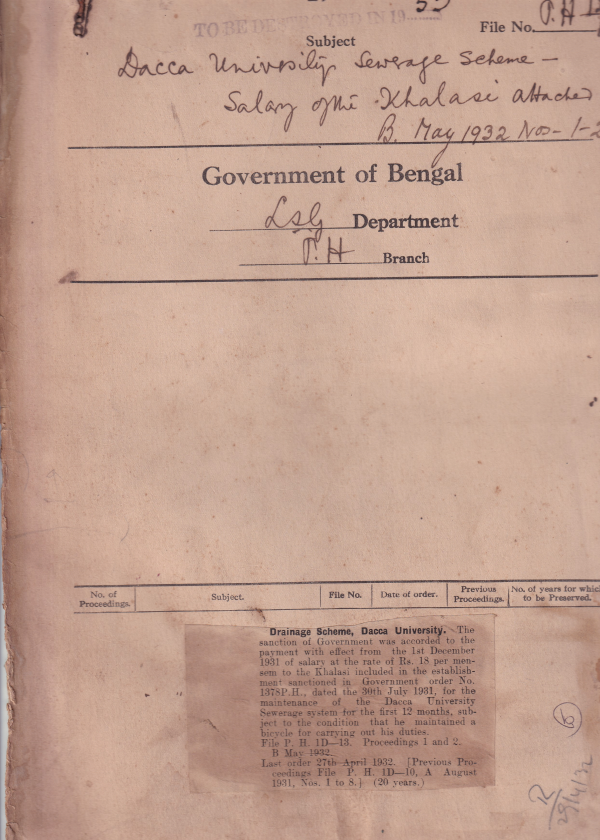 TO BE DESTROYED IN 19
File No. P.H
Subject
Dacca University Sewerage Scheme —
Salary of the Khalasi attached
B. May 1932 Nos- 1-2
Government of Bengal
LSG Department
P.H Branch
No. of Proceedings. Subject. File No. Date of order. Previous Proceedings. No. of years for which to be Preserved.
Drainage Scheme, Dacca University. The
sanction of Government was accorded to the
payment with effect from the 1st December
1931 of salary at the rate of Rs. 18 per men-
sem to the Khalasi included in the establish-
ment sanctioned in Government order No.
1378P.H., dated the 30th July 1931, for the
maintenance of the Dacca University
Sewerage system for the first 12 months, sub-
ject to the condition that he maintained a
bicycle for carrying out his duties.
File P. H. 1D—13. Proceedings 1 and 2.
B May 1932.
Last order 27th April 1932. [Previous Pro-
ceedings File P. H. 1D—10, A August
1931, Nos. 1 to 8.] (20 years.)